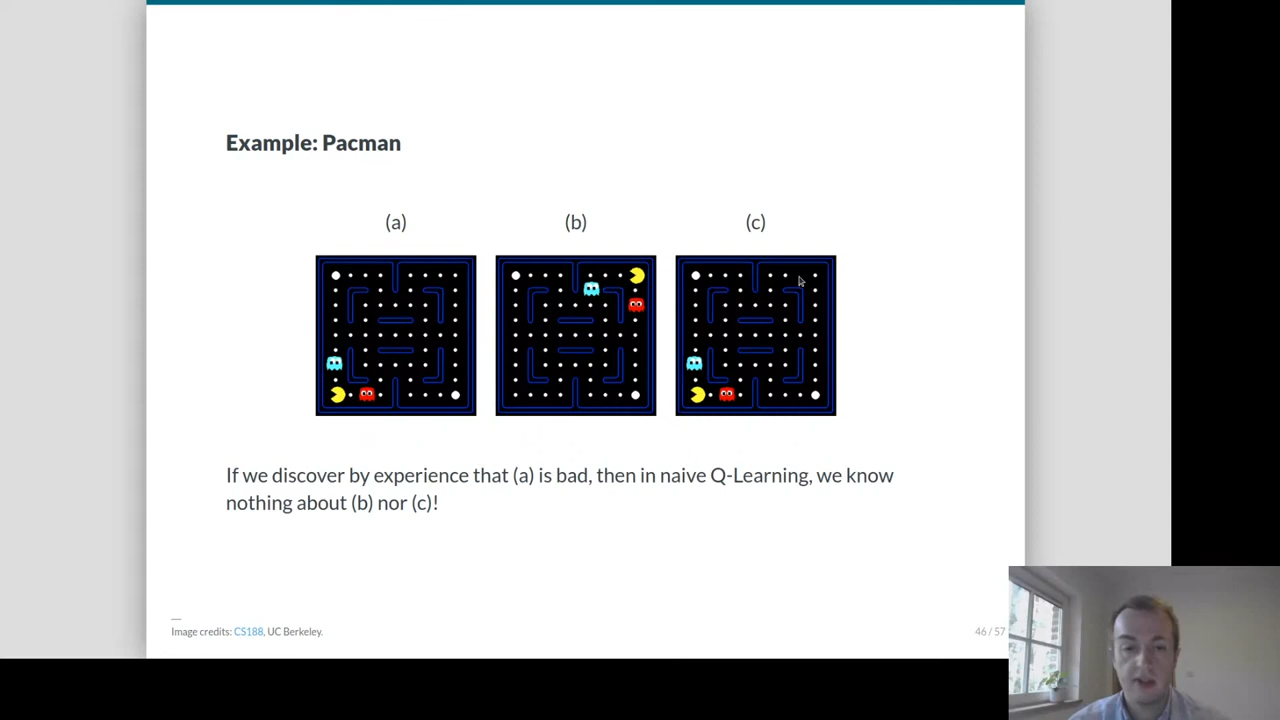 Example: Pacman
(a)
(b)
(c)
If we discover by experience that (a) is bad, then in naive Q-Learning, we know
nothing about (b) nor (c)!
Image credits: CS188, UC Berkeley.
46 / 57